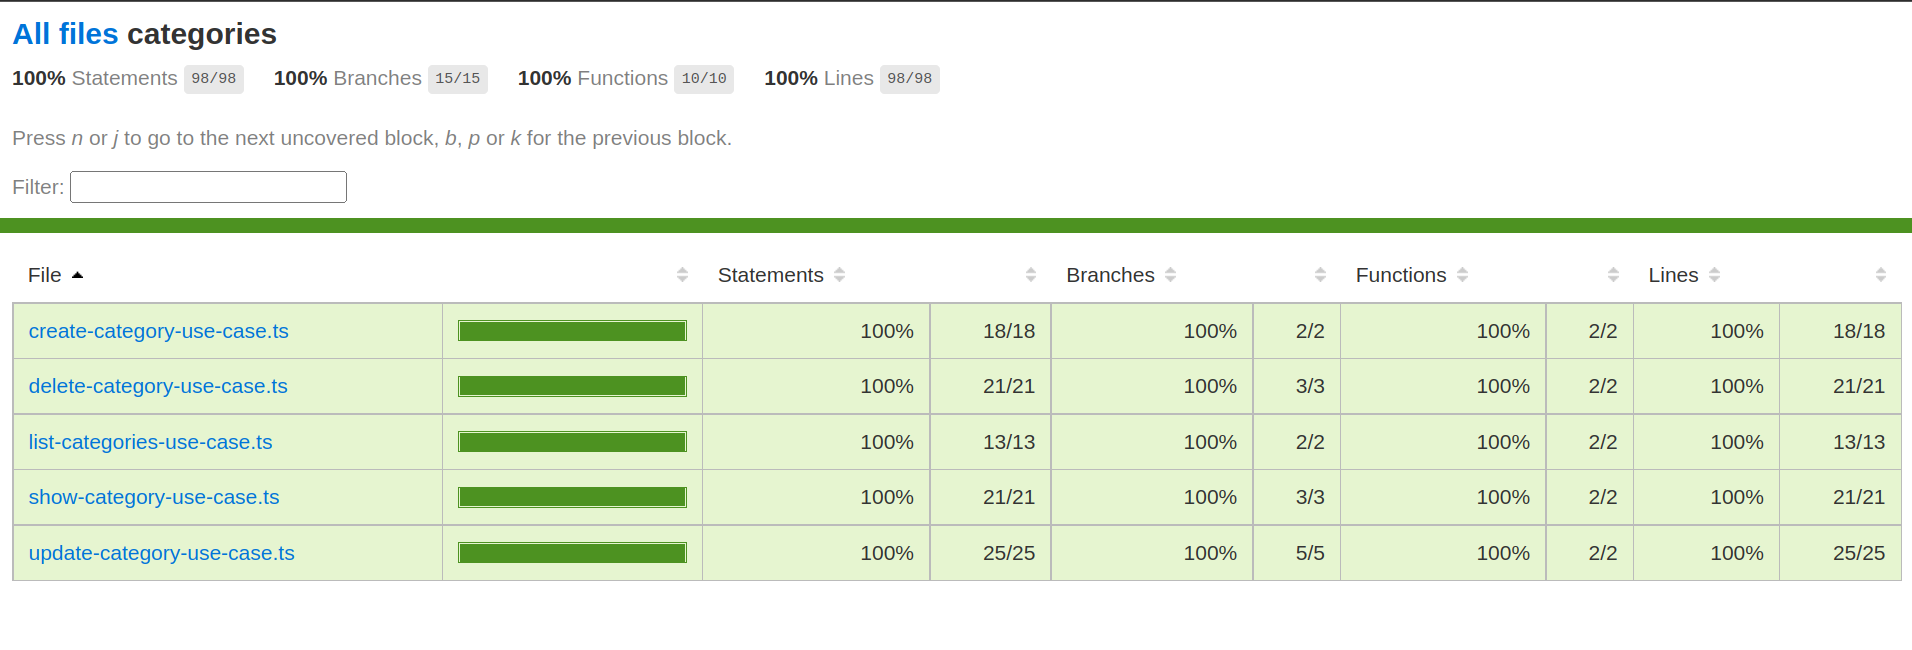 All files categories
100% Statements 98/98 100% Branches 15/15 100% Functions 10/10 100% Lines 98/98
Press n or j to go to the next uncovered block, b, p or k for the previous block.
Filter:
File Statements Branches Functions Lines
create-category-use-case.ts 100% 18/18 100% 2/2 100% 2/2 100% 18/18
delete-category-use-case.ts 100% 21/21 100% 3/3 100% 2/2 100% 21/21
list-categories-use-case.ts 100% 13/13 100% 2/2 100% 2/2 100% 13/13
show-category-use-case.ts 100% 21/21 100% 3/3 100% 2/2 100% 21/21
update-category-use-case.ts 100% 25/25 100% 5/5 100% 2/2 100% 25/25